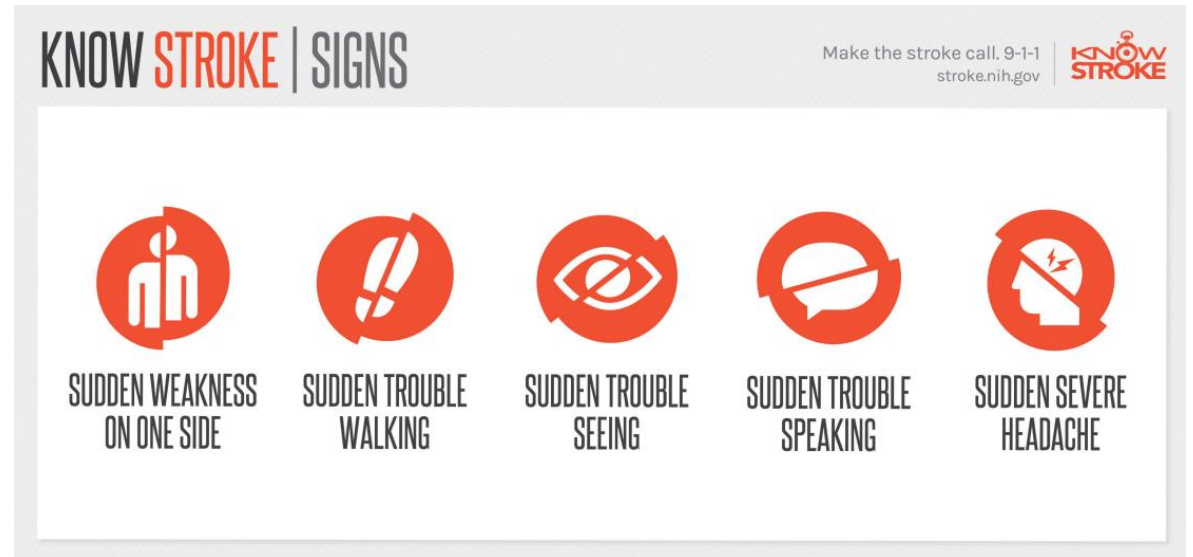 KNOW STROKE | SIGNS
Make the stroke call. 9-1-1
stroke.nih.gov
KNOW
STROKE
SUDDEN WEAKNESS
ON ONE SIDE
SUDDEN TROUBLE
WALKING
SUDDEN TROUBLE
SEEING
SUDDEN TROUBLE
SPEAKING
SUDDEN SEVERE
HEADACHE